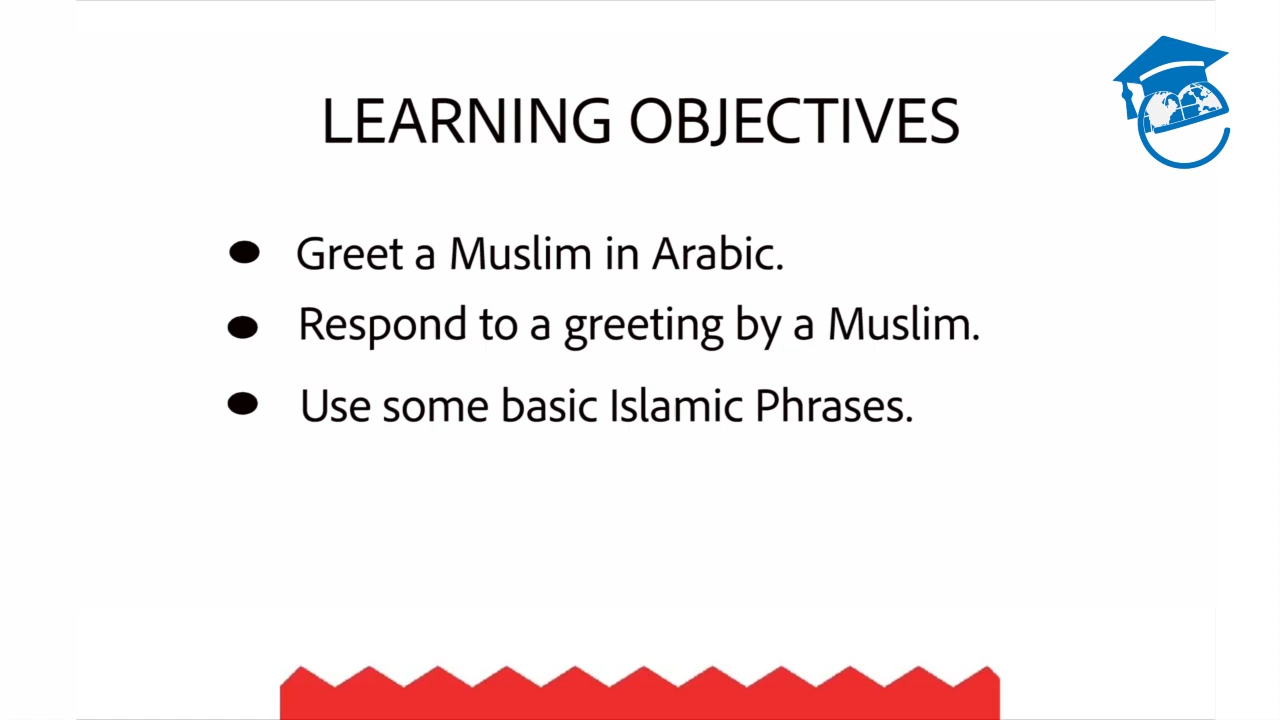 LEARNING OBJECTIVES
Greet a Muslim in Arabic.
Respond to a greeting by a Muslim.
Use some basic Islamic Phrases.